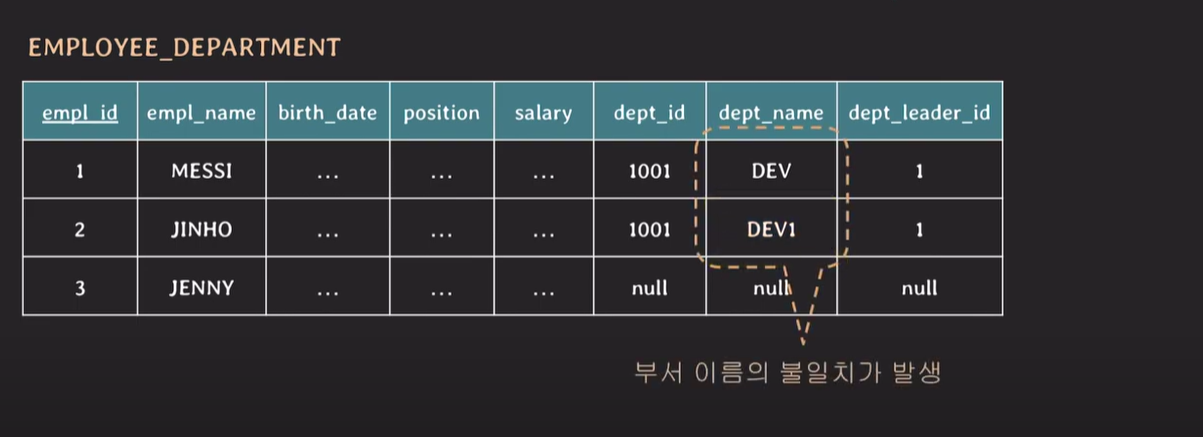 EMPLOYEE_DEPARTMENT
empl_id empl_name birth_date position salary dept_id dept_name dept_leader_id
1 MESSI ... ... ... 1001 DEV 1
2 JINHO ... ... ... 1001 DEV1 1
3 JENNY ... ... ... null null null
부서 이름의 불일치가 발생